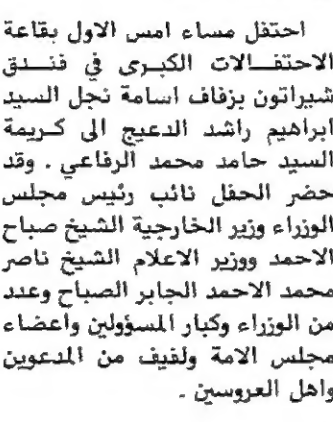 احتفل مساء امس الاول بقاعة
الاحتفالات الكبرى في فندق
شيراتون بزفاف اسامة نجل السيد
ابراهيم راشد الدعيج الى كريمة
السيد حامد محمد الرفاعي . وقد
حضر الحفل نائب رئيس مجلس
الوزراء وزير الخارجية الشيخ صباح
الاحمد ووزير الاعلام الشيخ ناصر
محمد الاحمد الجابر الصباح وعدد
من الوزراء وكبار المسؤولين واعضاء
مجلس الامة ولفيف من المدعوين
واهل العروسين .